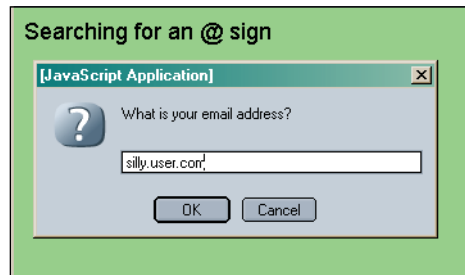 Searching for an @ sign
[JavaScript Application]
What is your email address?
silly.user.com
OK Cancel